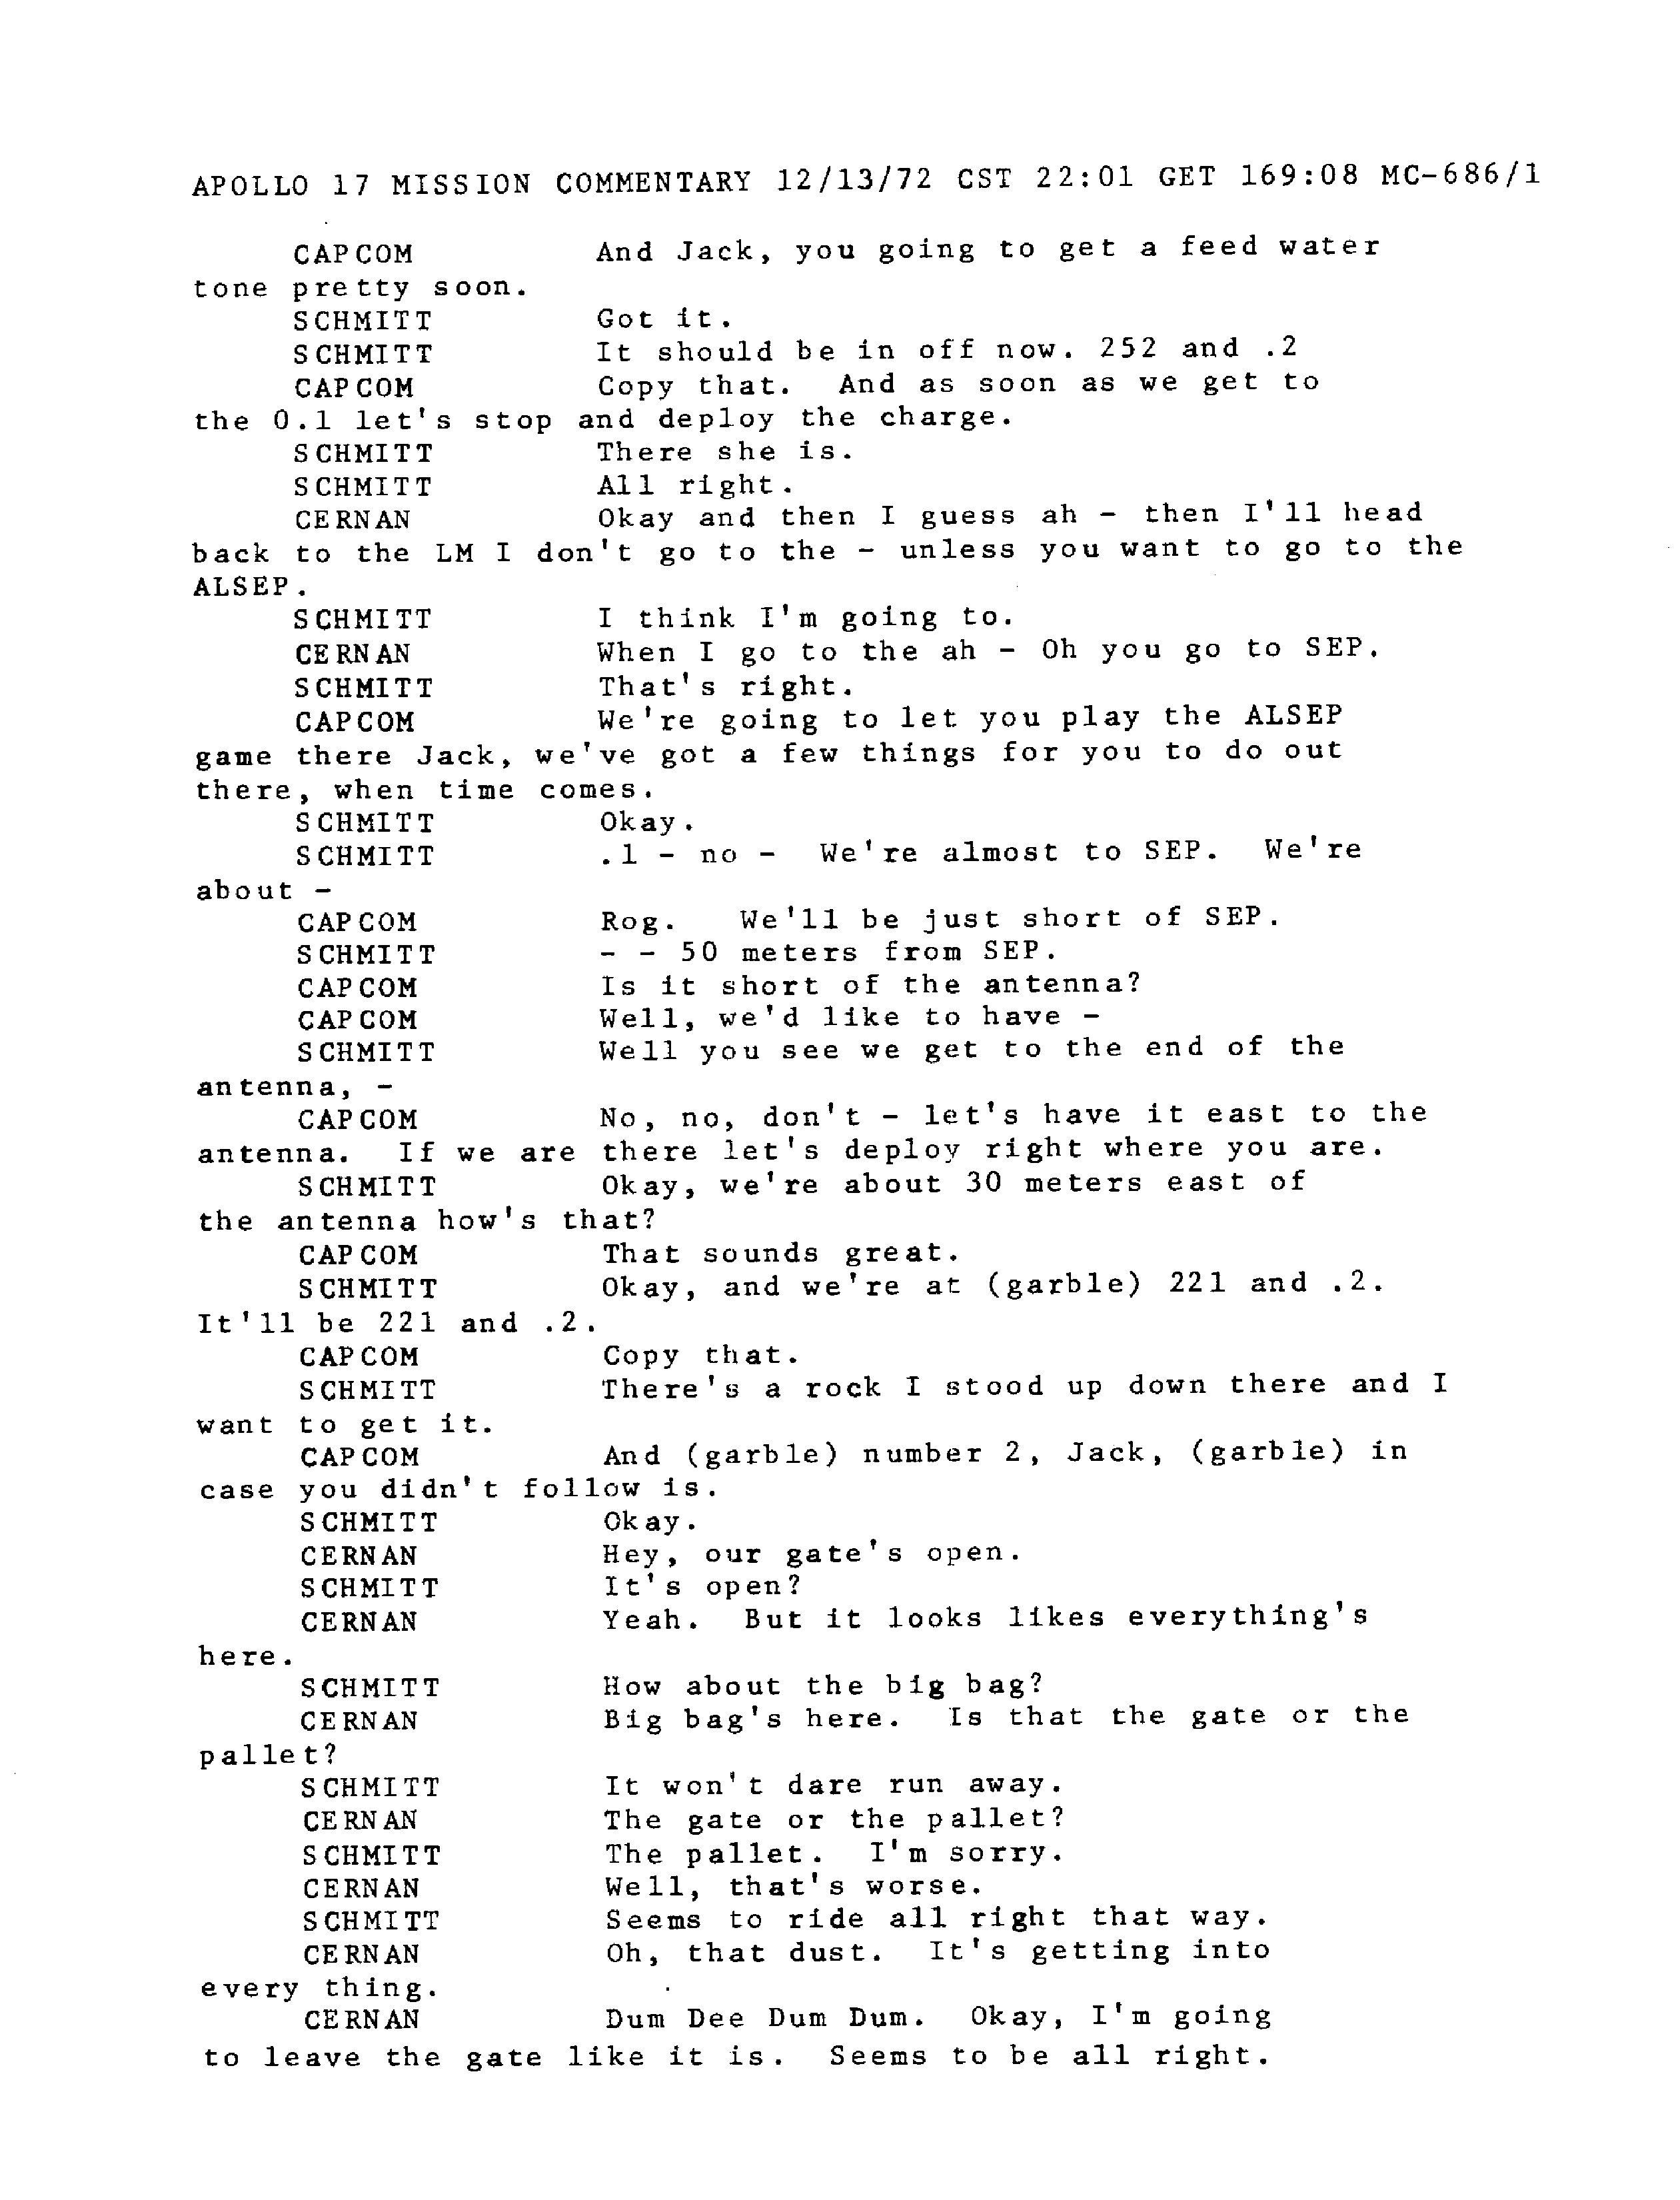 APOLLO 17 MISSION COMMENTARY 12/13/72 CST 22:01 GET 169:08 MC-686/1
CAPCOM And Jack, you going to get a feed water
tone pretty soon.
SCHMITT Got it.
SCHMITT It should be in off now. 252 and .2
CAPCOM Copy that. And as soon as we get to
the 0.1 let's stop and deploy the charge.
SCHMITT There she is.
SCHMITT All right.
CERNAN Okay and then I guess ah - then I'll head
back to the LM I don't go to the - unless you want to go to the
ALSEP.
SCHMITT I think I'm going to.
CERNAN When I go to the ah - Oh you go to SEP.
SCHMITT That's right.
CAPCOM We're going to let you play the ALSEP
game there Jack, we've got a few things for you to do out
there, when time comes.
SCHMITT Okay.
SCHMITT .1 - no - We're almost to SEP. We're
about -
CAPCOM Rog. We'll be just short of SEP.
SCHMITT - - 50 meters from SEP.
CAPCOM Is it short of the antenna?
CAPCOM Well, we'd like to have -
SCHMITT Well you see we get to the end of the
antenna, -
CAPCOM No, no, don't - let's have it east to the
antenna. If we are there let's deploy right where you are.
SCHMITT Okay, we're about 30 meters east of
the antenna how's that?
CAPCOM That sounds great.
SCHMITT Okay, and we're at (garble) 221 and .2.
It'll be 221 and .2.
CAPCOM Copy that.
SCHMITT There's a rock I stood up down there and I
want to get it.
CAPCOM And (garble) number 2, Jack, (garble) in
case you didn't follow is.
SCHMITT Okay.
CERNAN Hey, our gate's open.
SCHMITT It's open?
CERNAN Yeah. But it looks likes everything's
here.
SCHMITT How about the big bag?
CERNAN Big bag's here. Is that the gate or the
pallet?
SCHMITT It won't dare run away.
CERNAN The gate or the pallet?
SCHMITT The pallet. I'm sorry.
CERNAN Well, that's worse.
SCHMITT Seems to ride all right that way.
CERNAN Oh, that dust. It's getting into
every thing.
CERNAN Dum Dee Dum Dum. Okay, I'm going
to leave the gate like it is. Seems to be all right.